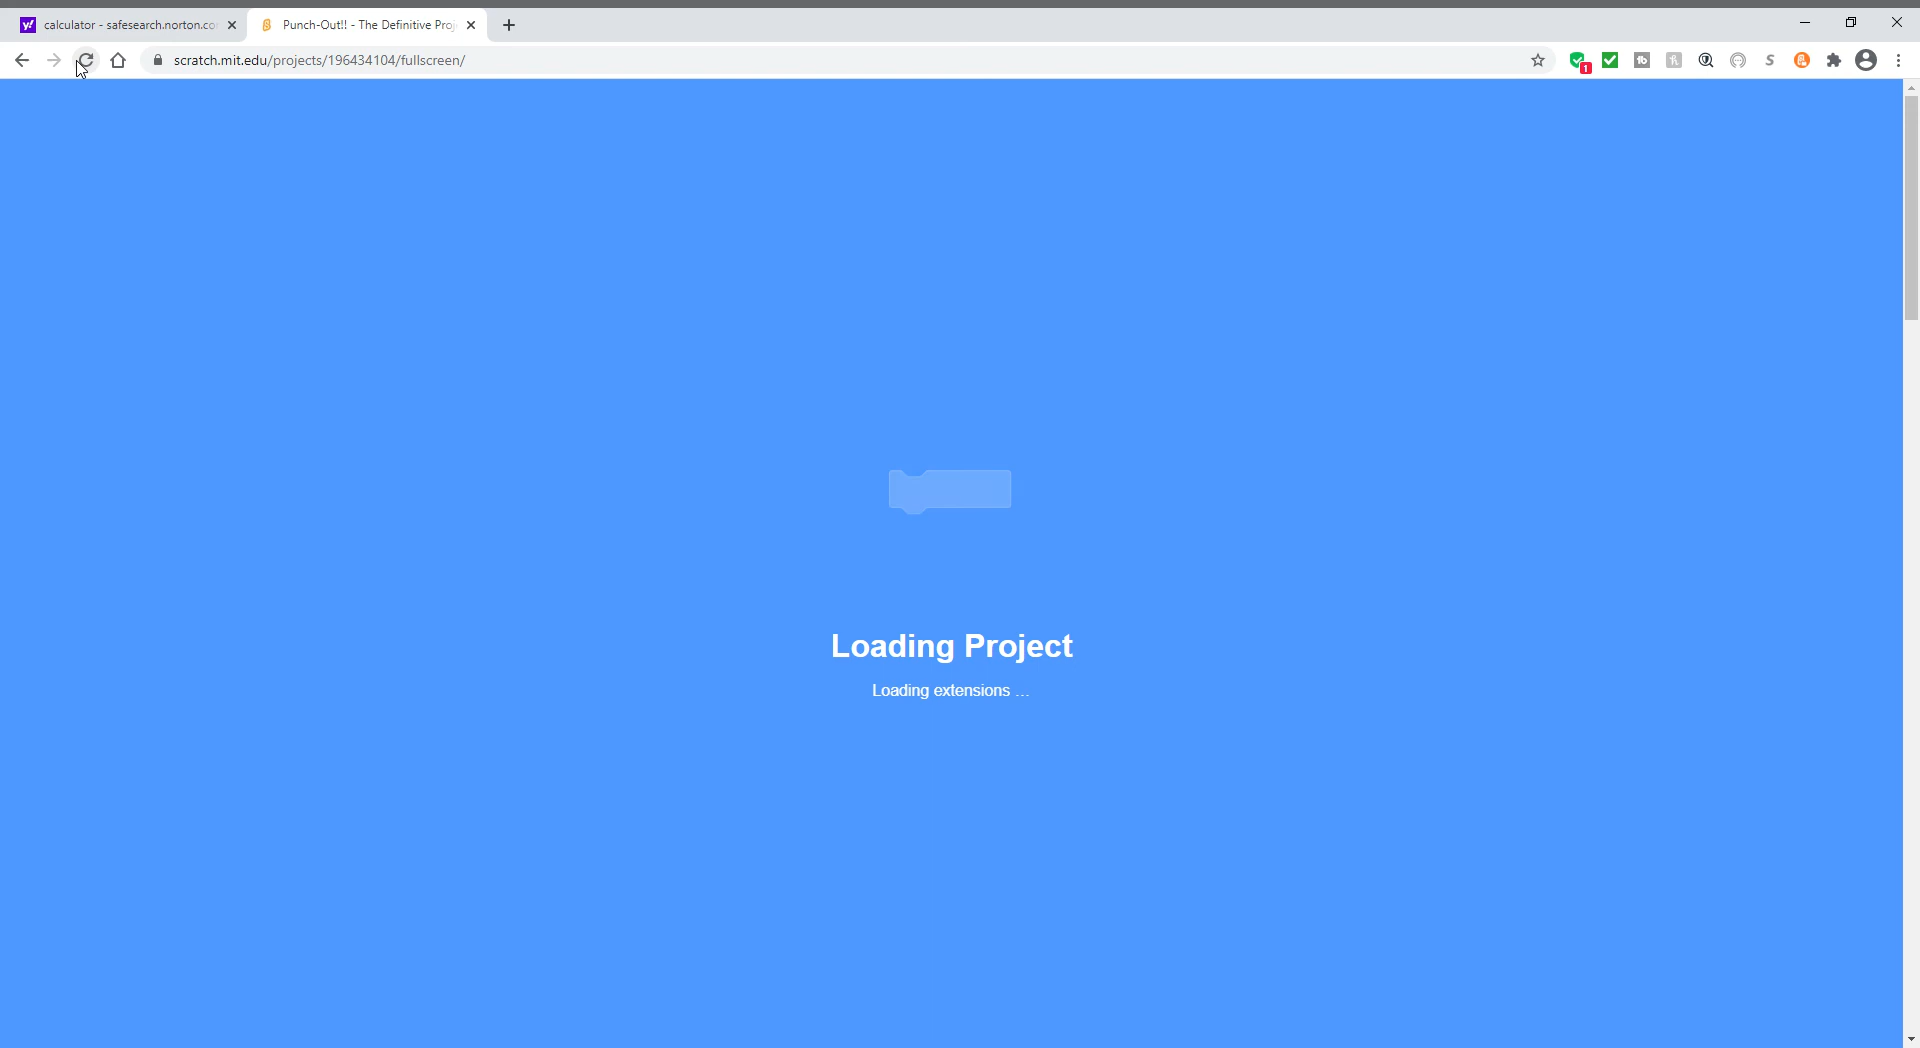 calculator - safesearch.norton.co
Punch-Out!! - The Definitive Proj
scratch.mit.edu/projects/196434104/fullscreen/
1
Loading Project
Loading extensions …